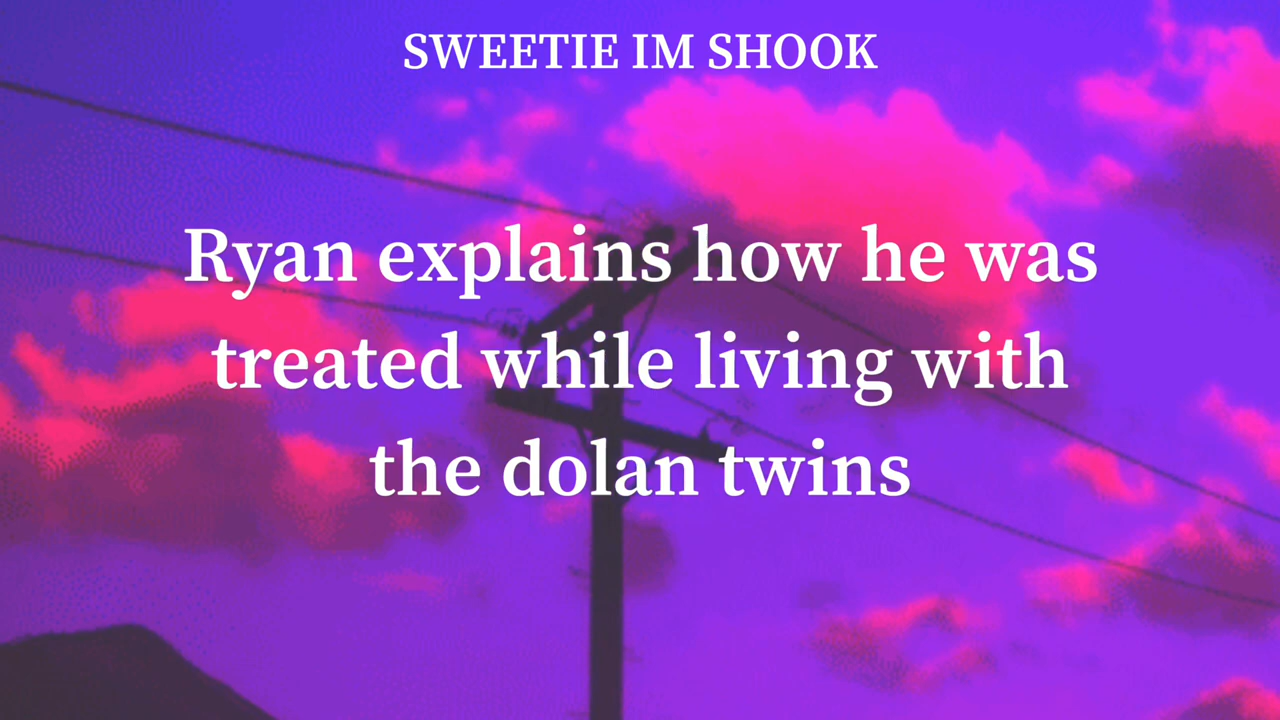 SWEETIE IM SHOOK
Ryan explains how he was
treated while living with
the dolan twins